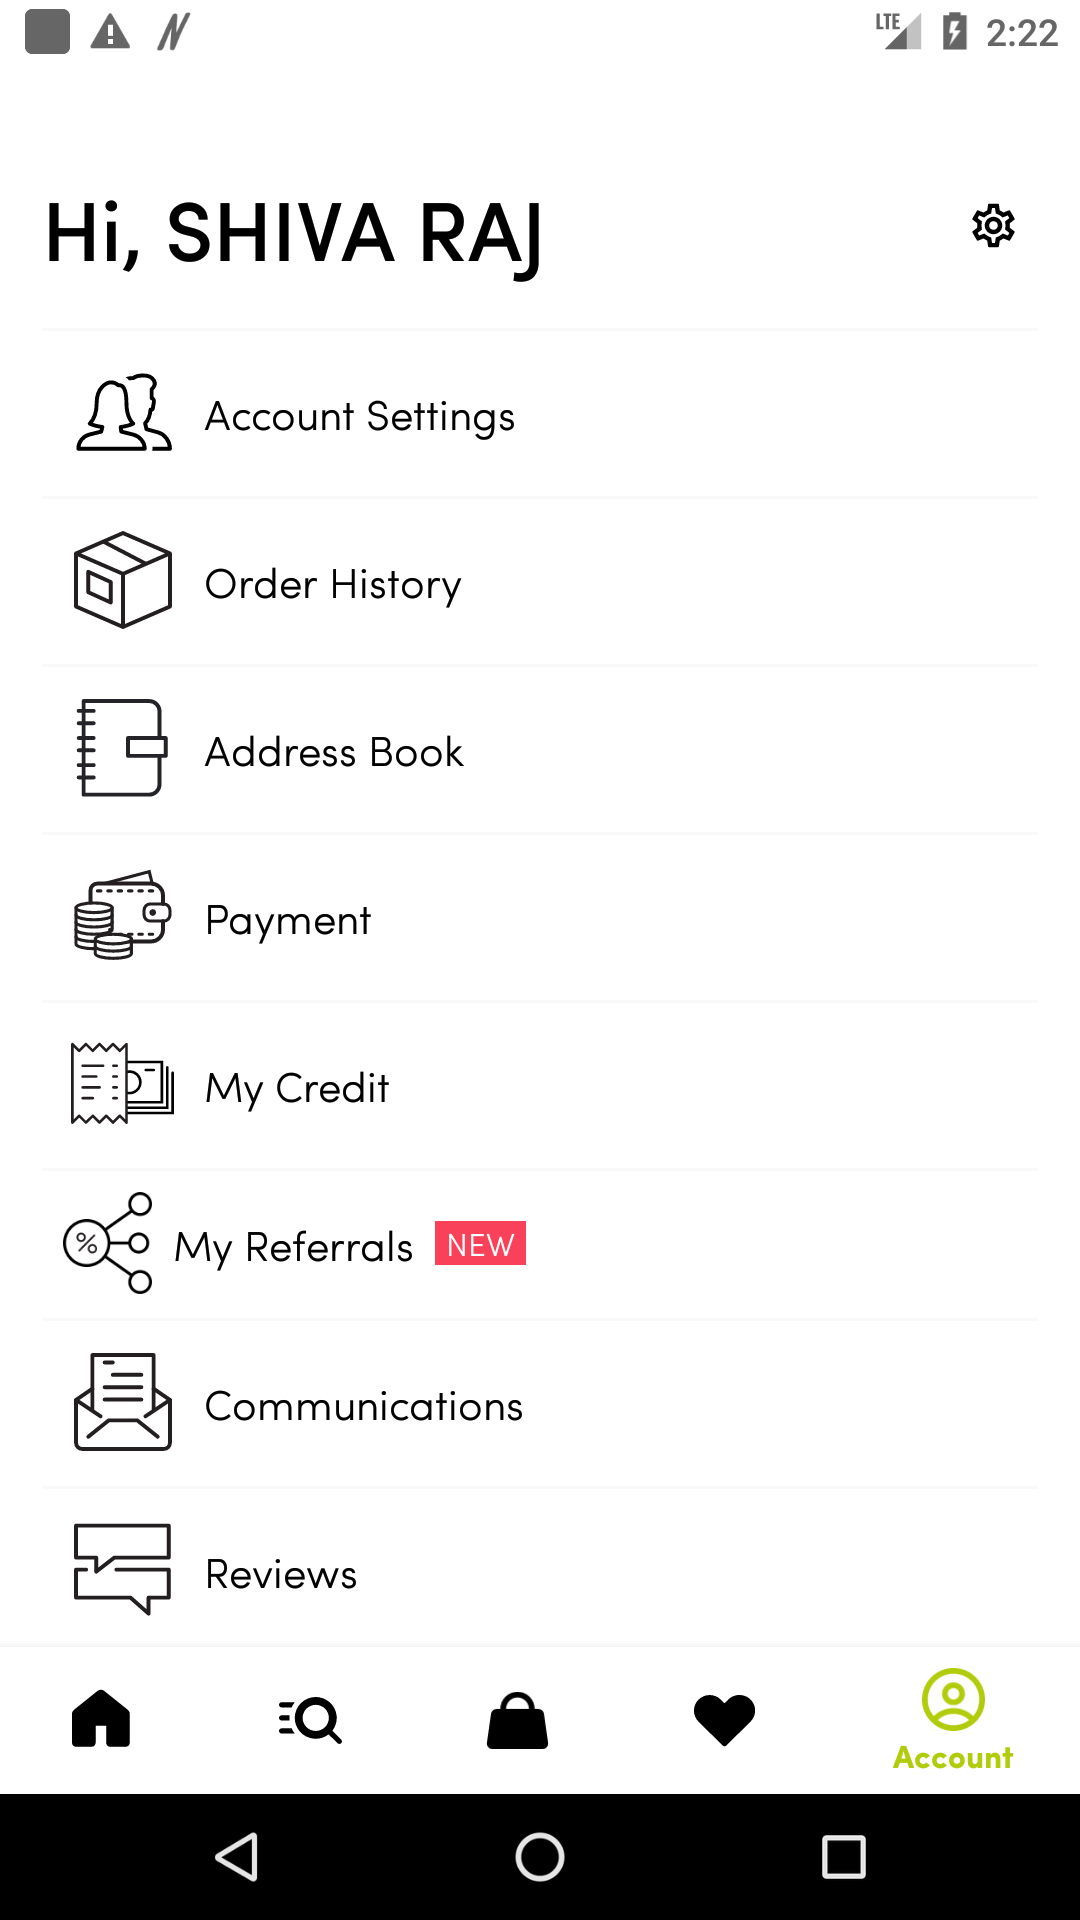 LTE 2:22
Hi, SHIVA RAJ
Account Settings
Order History
Address Book
Payment
My Credit
% My Referrals NEW
Communications
Reviews
Account